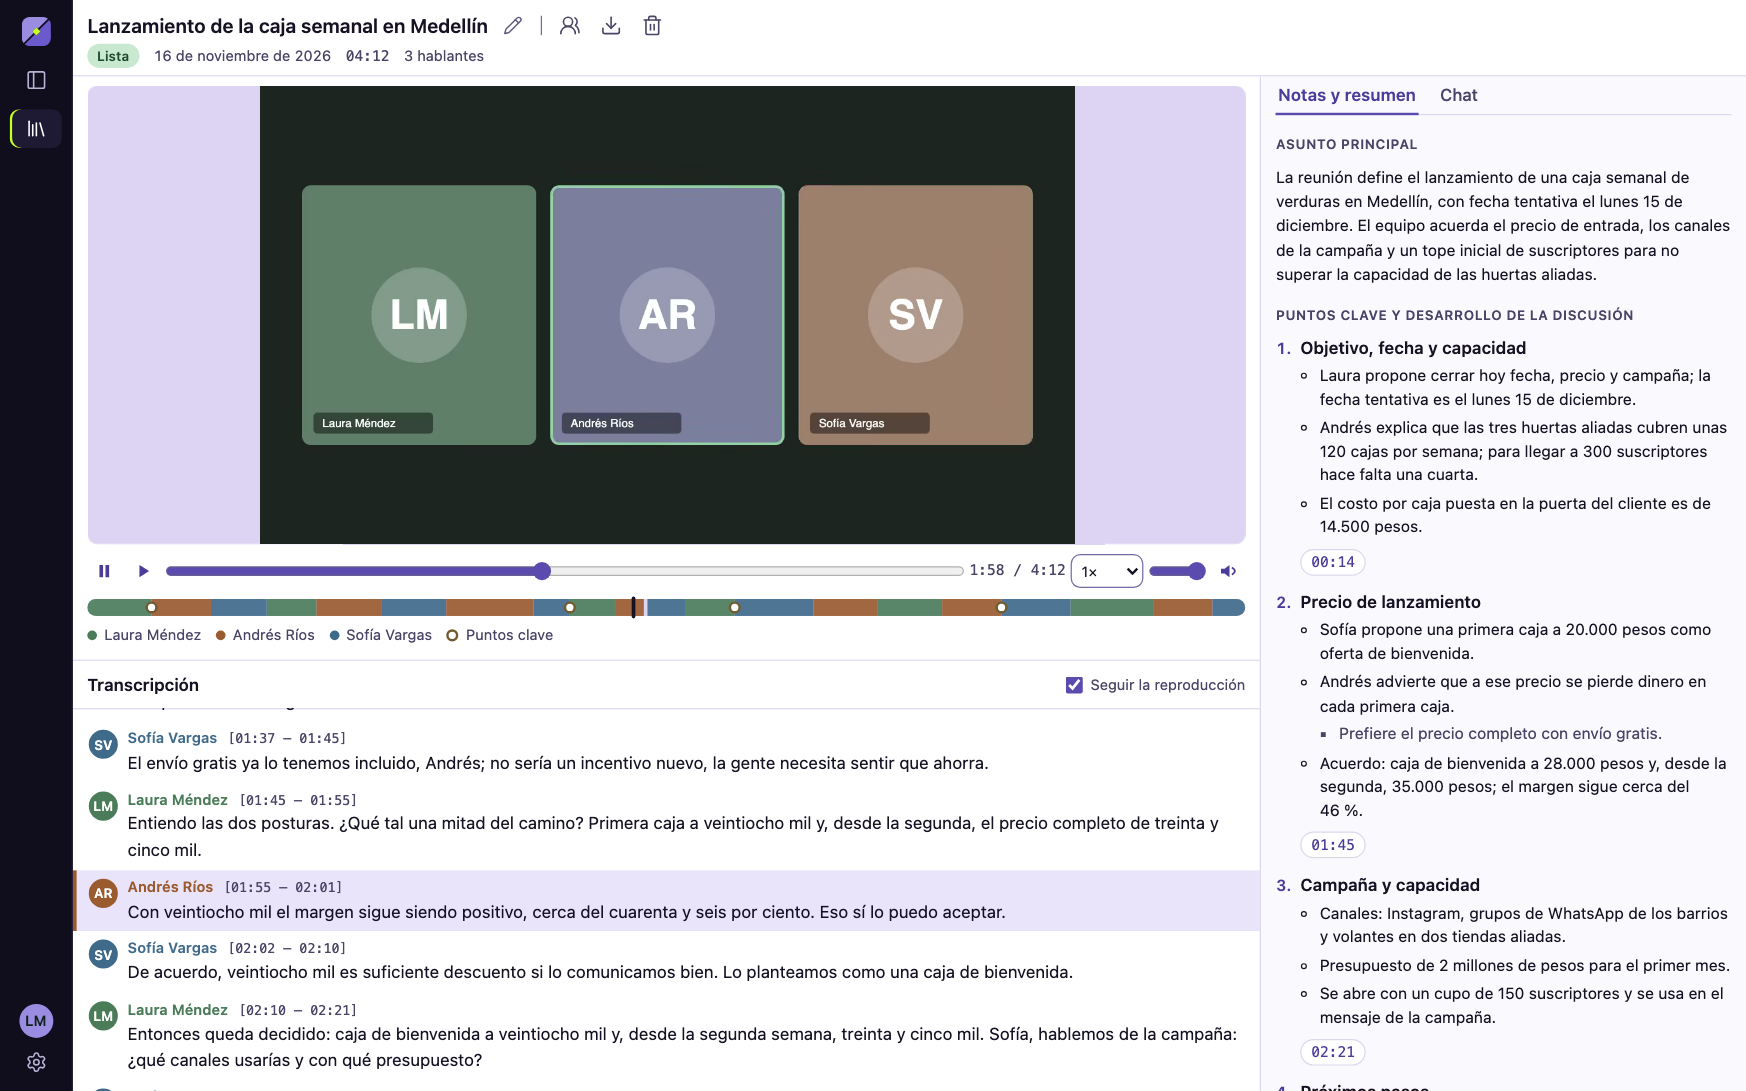 Lanzamiento de la caja semanal en Medellín
Lista 16 de noviembre de 2026 04:12 3 hablantes
LM
AR
SV
Laura Méndez
Andrés Ríos
Sofía Vargas
1:58 / 4:12 1×
Laura Méndez Andrés Ríos Sofía Vargas Puntos clave
Transcripción
Seguir la reproducción
SV
Sofía Vargas [01:37 – 01:45]
El envío gratis ya lo tenemos incluido, Andrés; no sería un incentivo nuevo, la gente necesita sentir que ahorra.
LM
Laura Méndez [01:45 – 01:55]
Entiendo las dos posturas. ¿Qué tal una mitad del camino? Primera caja a veintiocho mil y, desde la segunda, el precio completo de treinta y
cinco mil.
AR
Andrés Ríos [01:55 – 02:01]
Con veintiocho mil el margen sigue siendo positivo, cerca del cuarenta y seis por ciento. Eso sí lo puedo aceptar.
SV
Sofía Vargas [02:02 – 02:10]
De acuerdo, veintiocho mil es suficiente descuento si lo comunicamos bien. Lo planteamos como una caja de bienvenida.
LM
Laura Méndez [02:10 – 02:21]
Entonces queda decidido: caja de bienvenida a veintiocho mil y, desde la segunda semana, treinta y cinco mil. Sofía, hablemos de la campaña:
¿qué canales usarías y con qué presupuesto?
LM
Notas y resumen Chat
ASUNTO PRINCIPAL
La reunión define el lanzamiento de una caja semanal de
verduras en Medellín, con fecha tentativa el lunes 15 de
diciembre. El equipo acuerda el precio de entrada, los canales
de la campaña y un tope inicial de suscriptores para no
superar la capacidad de las huertas aliadas.
PUNTOS CLAVE Y DESARROLLO DE LA DISCUSIÓN
1. Objetivo, fecha y capacidad
Laura propone cerrar hoy fecha, precio y campaña; la
fecha tentativa es el lunes 15 de diciembre.
Andrés explica que las tres huertas aliadas cubren unas
120 cajas por semana; para llegar a 300 suscriptores
hace falta una cuarta.
El costo por caja puesta en la puerta del cliente es de
14.500 pesos.
00:14
2. Precio de lanzamiento
Sofía propone una primera caja a 20.000 pesos como
oferta de bienvenida.
Andrés advierte que a ese precio se pierde dinero en
cada primera caja.
Prefiere el precio completo con envío gratis.
Acuerdo: caja de bienvenida a 28.000 pesos y, desde la
segunda, 35.000 pesos; el margen sigue cerca del
46 %.
01:45
3. Campaña y capacidad
Canales: Instagram, grupos de WhatsApp de los barrios
y volantes en dos tiendas aliadas.
Presupuesto de 2 millones de pesos para el primer mes.
Se abre con un cupo de 150 suscriptores y se usa en el
mensaje de la campaña.
02:21
4. Próximos pasos